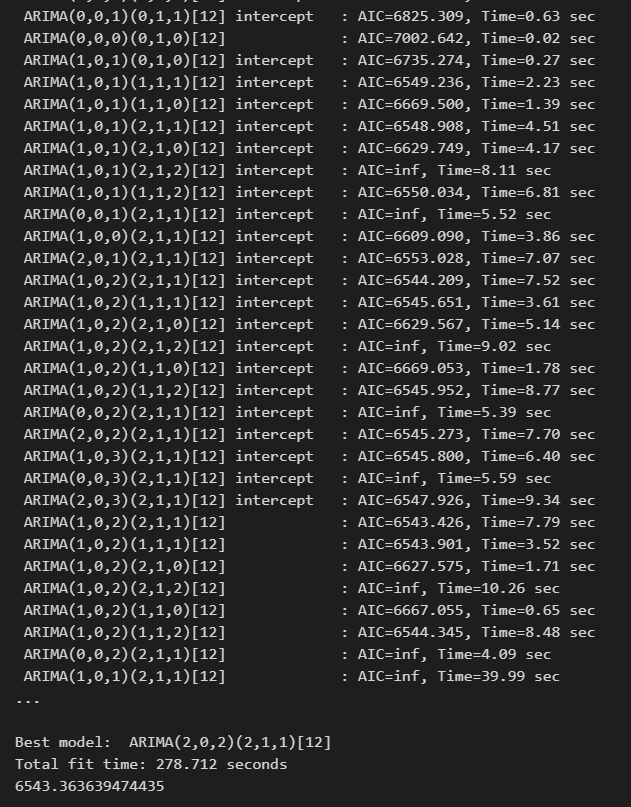 ARIMA(0,0,1)(0,1,1)[12] intercept   : AIC=6825.309, Time=0.63 sec
ARIMA(0,0,0)(0,1,0)[12]             : AIC=7002.642, Time=0.02 sec
ARIMA(1,0,1)(0,1,0)[12] intercept   : AIC=6735.274, Time=0.27 sec
ARIMA(1,0,1)(1,1,1)[12] intercept   : AIC=6549.236, Time=2.23 sec
ARIMA(1,0,1)(1,1,0)[12] intercept   : AIC=6669.500, Time=1.39 sec
ARIMA(1,0,1)(2,1,1)[12] intercept   : AIC=6548.908, Time=4.51 sec
ARIMA(1,0,1)(2,1,0)[12] intercept   : AIC=6629.749, Time=4.17 sec
ARIMA(1,0,1)(2,1,2)[12] intercept   : AIC=inf, Time=8.11 sec
ARIMA(1,0,1)(1,1,2)[12] intercept   : AIC=6550.034, Time=6.81 sec
ARIMA(0,0,1)(2,1,1)[12] intercept   : AIC=inf, Time=5.52 sec
ARIMA(1,0,0)(2,1,1)[12] intercept   : AIC=6609.090, Time=3.86 sec
ARIMA(2,0,1)(2,1,1)[12] intercept   : AIC=6553.028, Time=7.07 sec
ARIMA(1,0,2)(2,1,1)[12] intercept   : AIC=6544.209, Time=7.52 sec
ARIMA(1,0,2)(1,1,1)[12] intercept   : AIC=6545.651, Time=3.61 sec
ARIMA(1,0,2)(2,1,0)[12] intercept   : AIC=6629.567, Time=5.14 sec
ARIMA(1,0,2)(2,1,2)[12] intercept   : AIC=inf, Time=9.02 sec
ARIMA(1,0,2)(1,1,0)[12] intercept   : AIC=6669.053, Time=1.78 sec
ARIMA(1,0,2)(1,1,2)[12] intercept   : AIC=6545.952, Time=8.77 sec
ARIMA(0,0,2)(2,1,1)[12] intercept   : AIC=inf, Time=5.39 sec
ARIMA(2,0,2)(2,1,1)[12] intercept   : AIC=6545.273, Time=7.70 sec
ARIMA(1,0,3)(2,1,1)[12] intercept   : AIC=6545.800, Time=6.40 sec
ARIMA(0,0,3)(2,1,1)[12] intercept   : AIC=inf, Time=5.59 sec
ARIMA(2,0,3)(2,1,1)[12] intercept   : AIC=6547.926, Time=9.34 sec
ARIMA(1,0,2)(2,1,1)[12]             : AIC=6543.426, Time=7.79 sec
ARIMA(1,0,2)(1,1,1)[12]             : AIC=6543.901, Time=3.52 sec
ARIMA(1,0,2)(2,1,0)[12]             : AIC=6627.575, Time=1.71 sec
ARIMA(1,0,2)(2,1,2)[12]             : AIC=inf, Time=10.26 sec
ARIMA(1,0,2)(1,1,0)[12]             : AIC=6667.055, Time=0.65 sec
ARIMA(1,0,2)(1,1,2)[12]             : AIC=6544.345, Time=8.48 sec
ARIMA(0,0,2)(2,1,1)[12]             : AIC=inf, Time=4.09 sec
ARIMA(1,0,1)(2,1,1)[12]             : AIC=inf, Time=39.99 sec
...
Best model:  ARIMA(2,0,2)(2,1,1)[12]
Total fit time: 278.712 seconds
6543.363639474435